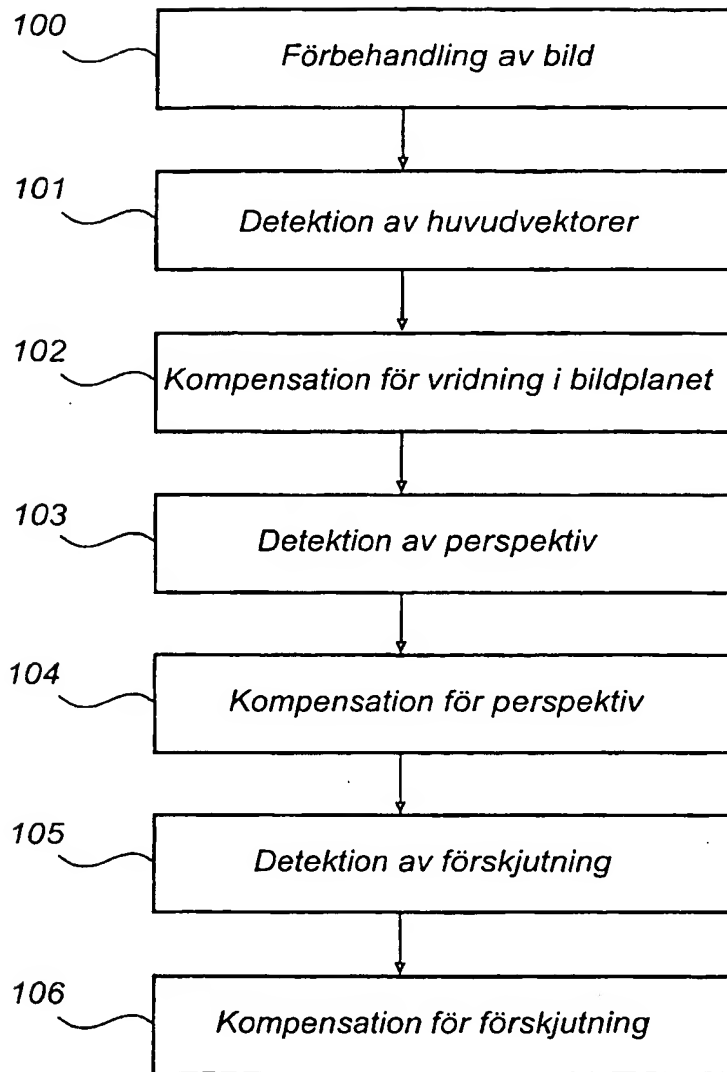 100
Förbehandling av bild
101
Detektion av huvudvektorer
102
Kompensation för vridning i bildplanet
103
Detektion av perspektiv
104
Kompensation för perspektiv
105
Detektion av förskjutning
106
Kompensation för förskjutning